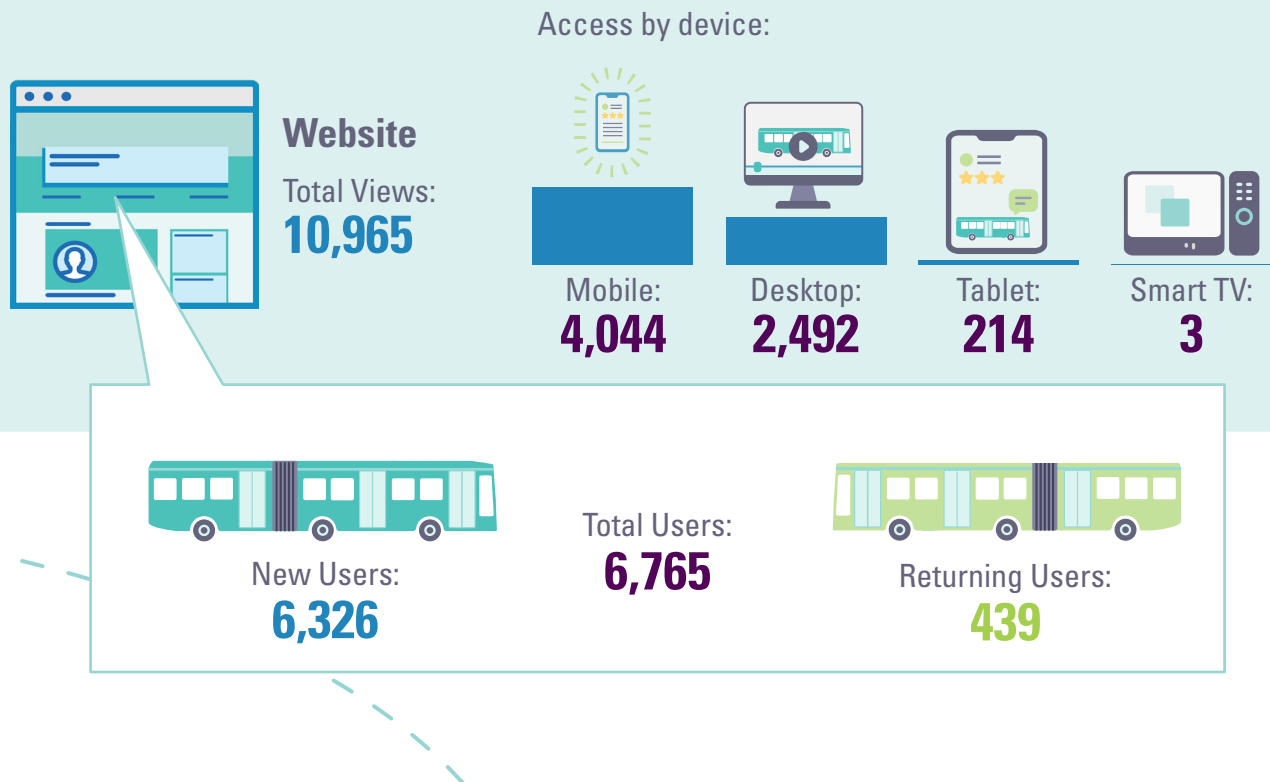 Access by device:
Website
Total Views:
10,965
Mobile:
4,044
Desktop:
2,492
Tablet:
214
Smart TV:
3
New Users:
6,326
Total Users:
6,765
Returning Users:
439